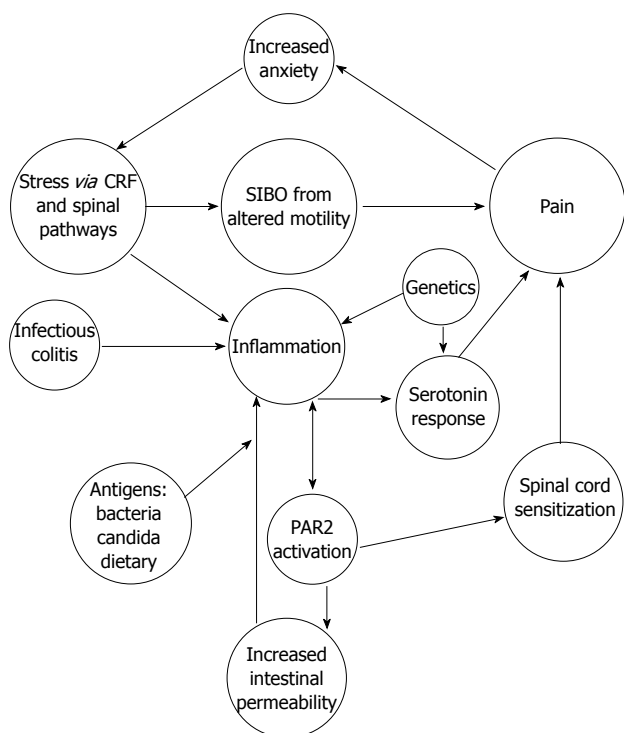 Increased
anxiety
Stress via CRF
and spinal
pathways
SIBO from
altered motility
Pain
Genetics
Infectious
colitis
Inflammation
Serotonin
response
Antigens:
bacteria
candida
dietary
PAR2
activation
Spinal cord
sensitization
Increased
intestinal
permeability